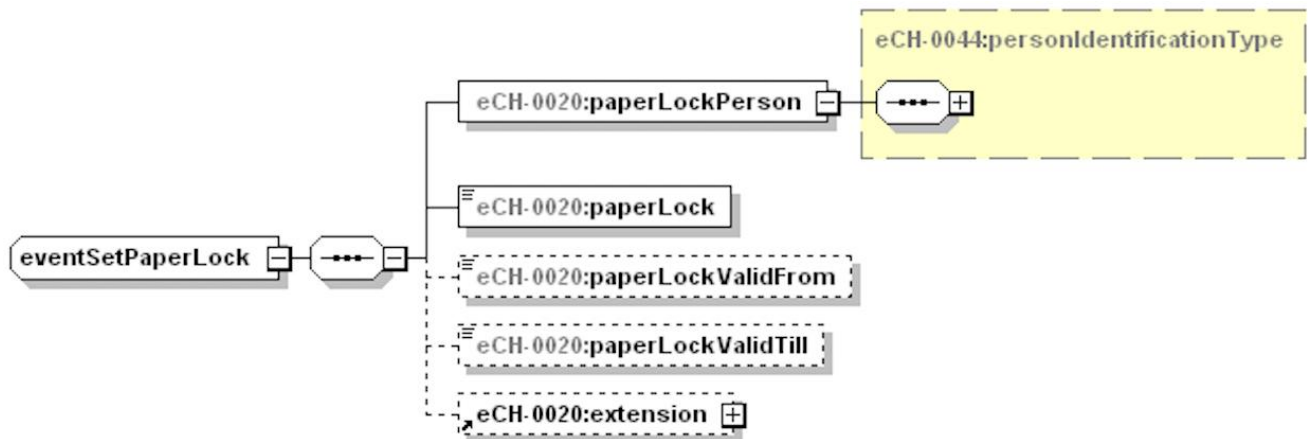 eCH-0044:personIdentificationType
eCH-0020:paperLockPerson
eCH-0020:paperLock
eventSetPaperLock
eCH-0020:paperLockValidFrom
eCH-0020:paperLockValidTill
eCH-0020:extension